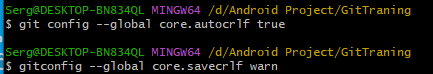 Serg@DESKTOP-BN834QL MINGW64 /d/Android Project/GitTraning
$ git config --global core.autocrlf true
Serg@DESKTOP-BN834QL MINGW64 /d/Android Project/GitTraning
$ gitconfig --global core.savecrlf warn